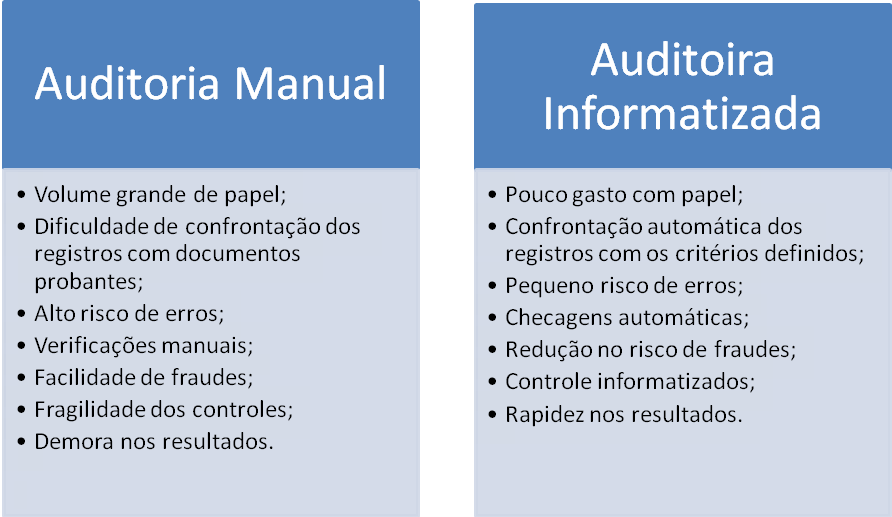 Auditoria Manual
• Volume grande de papel;
• Dificuldade de confrontação dos
registros com documentos
probantes;
• Alto risco de erros;
• Verificações manuais;
• Facilidade de fraudes;
• Fragilidade dos controles;
• Demora nos resultados.
Auditoira
Informatizada
• Pouco gasto com papel;
• Confrontação automática dos
registros com os critérios definidos;
• Pequeno risco de erros;
• Checagens automáticas;
• Redução no risco de fraudes;
• Controle informatizados;
• Rapidez nos resultados.